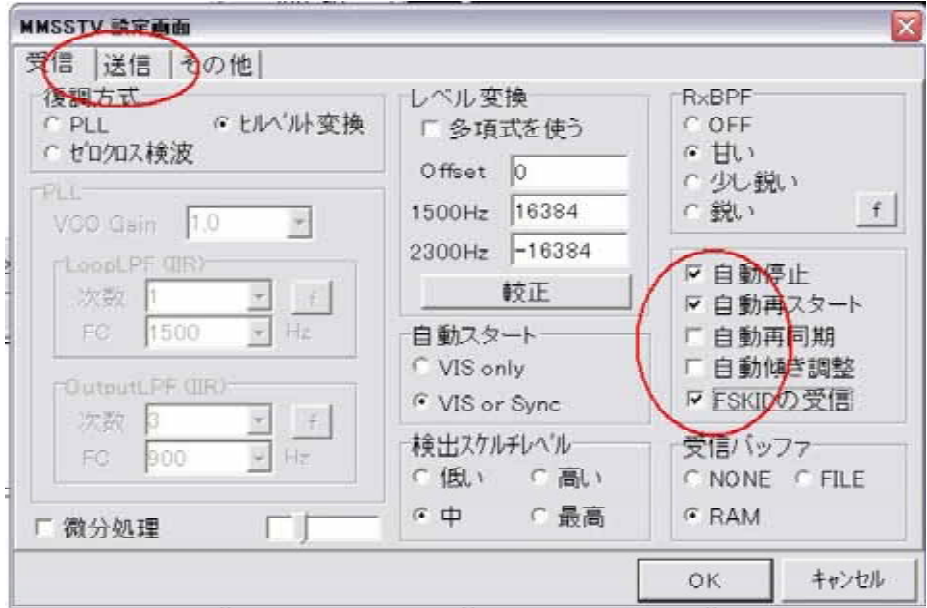 MMSSTV 設定画面
受信 送信 その他
復調方式
PLL ヒルベルト変換
ゼロクロス検波
PLL
VCO Gain 1.0
LoopLPF (IIR)
次数 1 f
FC 1500 Hz
OutputLPF (IIR)
次数 3 f
FC 900 Hz
微分処理
レベル変換
多項式を使う
Offset 0
1500Hz 16384
2300Hz -16384
較正
自動スタート
VIS only
VIS or Sync
検出スケルチレベル
低い 高い
中 最高
RxBPF
OFF
甘い
少し鋭い
鋭い f
自動停止
自動再スタート
自動再同期
自動傾き調整
FSKIDの受信
受信バッファ
NONE FILE
RAM
OK キャンセル